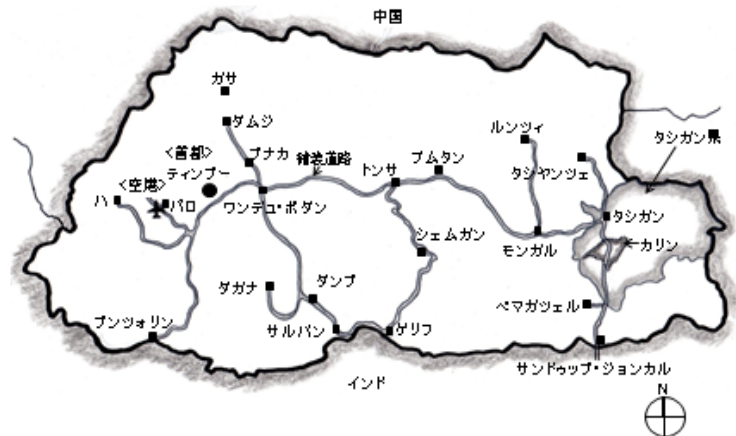 中国
ガサ
ダムジ
<首都>
ティンプー
プナカ
舗装道路
トンサ
ブムタン
ルンツィ
タシヤンツェ
タシガン県
<空港>
ハ
パロ
ワンデュ・ポダン
タシガン
シェムガン
モンガル
カリン
ダガナ
ダンプ
ペマガツェル
プンツォリン
サルパン
ゲリフ
サンドゥップ・ジョンカル
インド
N